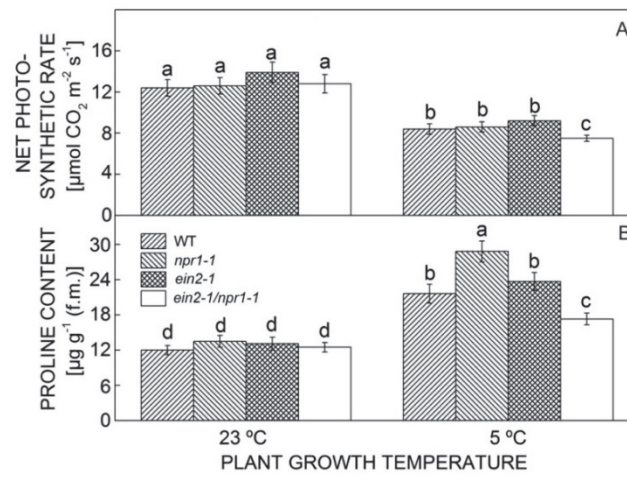 A
NET PHOTO-
SYNTHETIC RATE
[µmol CO₂ m⁻² s⁻¹]
16
12
8
4
0
a a a a
b b b c
B
PROLINE CONTENT
[µg g⁻¹ (f.m.)]
30
24
18
12
6
0
WT
npr1-1
ein2-1
ein2-1/npr1-1
d d d d
b a b c
23 ºC 5 ºC
PLANT GROWTH TEMPERATURE